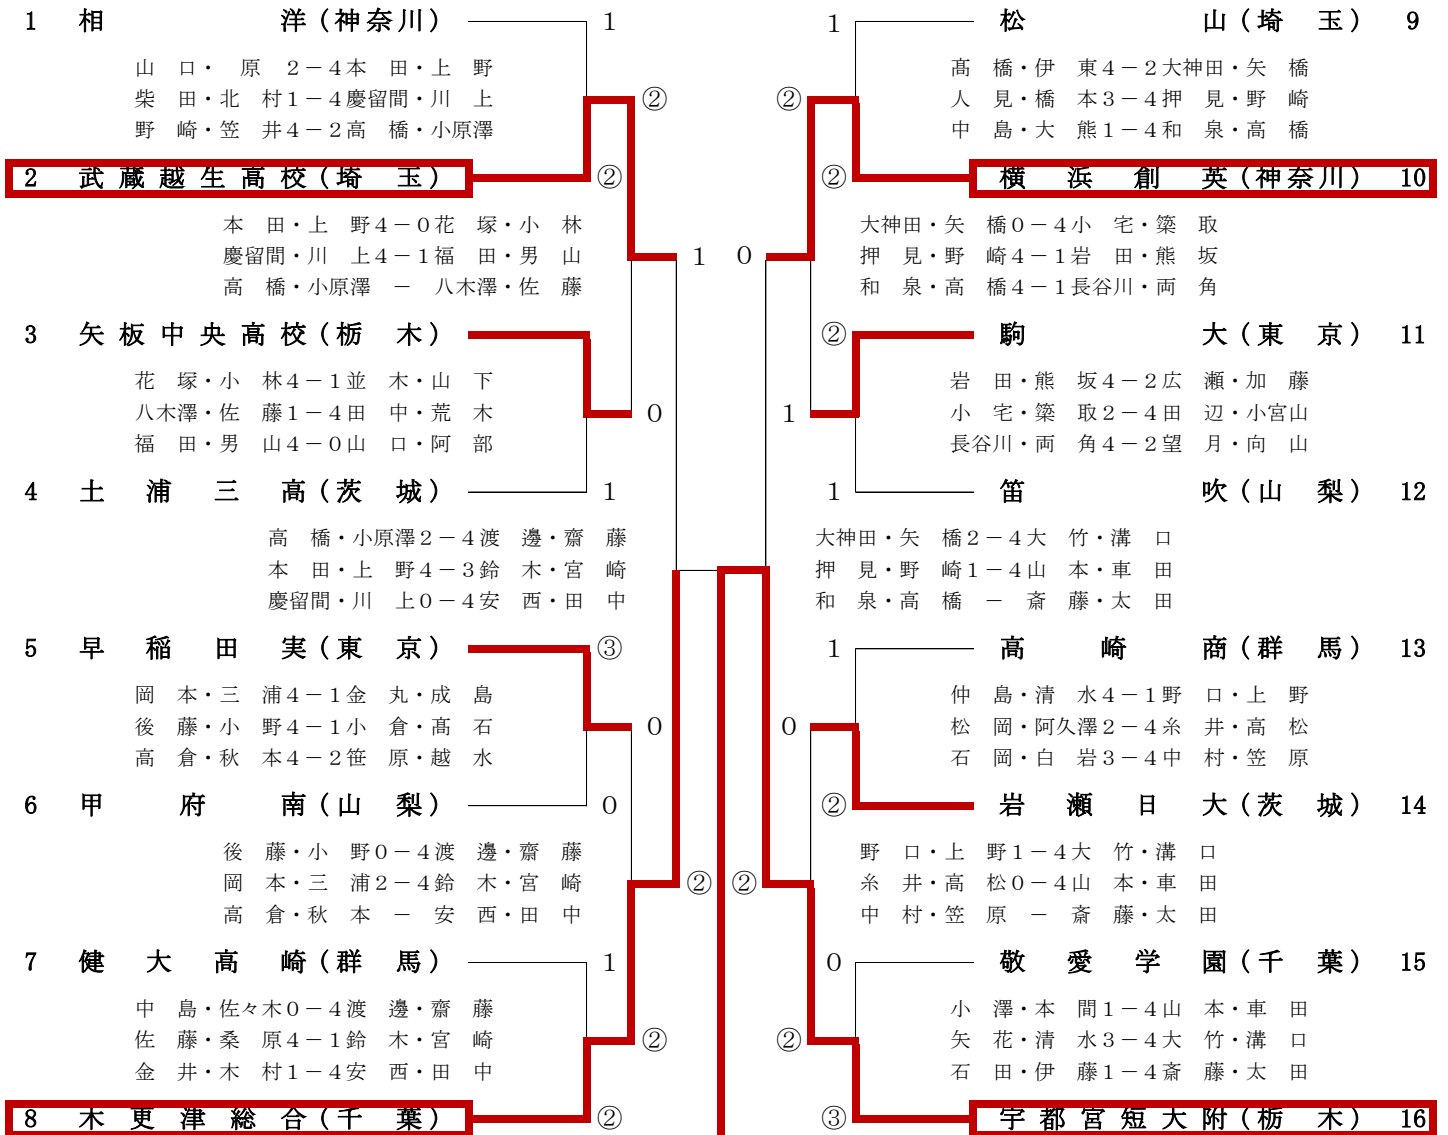 1 相洋(神奈川) 1
山口・原 2－4 本田・上野
柴田・北村 1－4 慶留間・川上
②
野崎・笠井 4－2 高橋・小原澤
2 武蔵越生高校(埼玉) ②
本田・上野 4－0 花塚・小林
慶留間・川上 4－1 福田・男山
1
高橋・小原澤 － 八木澤・佐藤
3 矢板中央高校(栃木)
花塚・小林 4－1 並木・山下
八木澤・佐藤 1－4 田中・荒木
0
福田・男山 4－0 山口・阿部
4 土浦三高(茨城) 1
高橋・小原澤 2－4 渡邊・齋藤
本田・上野 4－3 鈴木・宮崎
慶留間・川上 0－4 安西・田中
5 早稲田実(東京) ③
岡本・三浦 4－1 金丸・成島
後藤・小野 4－1 小倉・髙石
0
高倉・秋本 4－2 笹原・越水
6 甲府南(山梨) 0
後藤・小野 0－4 渡邊・齋藤
岡本・三浦 2－4 鈴木・宮崎
②
高倉・秋本 － 安西・田中
7 健大高崎(群馬) 1
中島・佐々木 0－4 渡邊・齋藤
佐藤・桑原 4－1 鈴木・宮崎
②
金井・木村 1－4 安西・田中
8 木更津総合(千葉) ②
1 松山(埼玉) 9
髙橋・伊東 4－2 大神田・矢橋
②
人見・橋本 3－4 押見・野崎
中島・大熊 1－4 和泉・高橋
② 横浜創英(神奈川) 10
大神田・矢橋 0－4 小宅・簗取
0
押見・野崎 4－1 岩田・熊坂
和泉・高橋 4－1 長谷川・両角
② 駒大(東京) 11
岩田・熊坂 4－2 広瀬・加藤
1
小宅・簗取 2－4 田辺・小宮山
長谷川・両角 4－2 望月・向山
1 笛吹(山梨) 12
大神田・矢橋 2－4 大竹・溝口
押見・野崎 1－4 山本・車田
和泉・高橋 － 斎藤・太田
1 高崎商(群馬) 13
仲島・清水 4－1 野口・上野
0
松岡・阿久澤 2－4 糸井・高松
石岡・白岩 3－4 中村・笠原
② 岩瀬日大(茨城) 14
野口・上野 1－4 大竹・溝口
②
糸井・高松 0－4 山本・車田
中村・笠原 － 斎藤・太田
0 敬愛学園(千葉) 15
小澤・本間 1－4 山本・車田
②
矢花・清水 3－4 大竹・溝口
石田・伊藤 1－4 斎藤・太田
③ 宇都宮短大附(栃木) 16